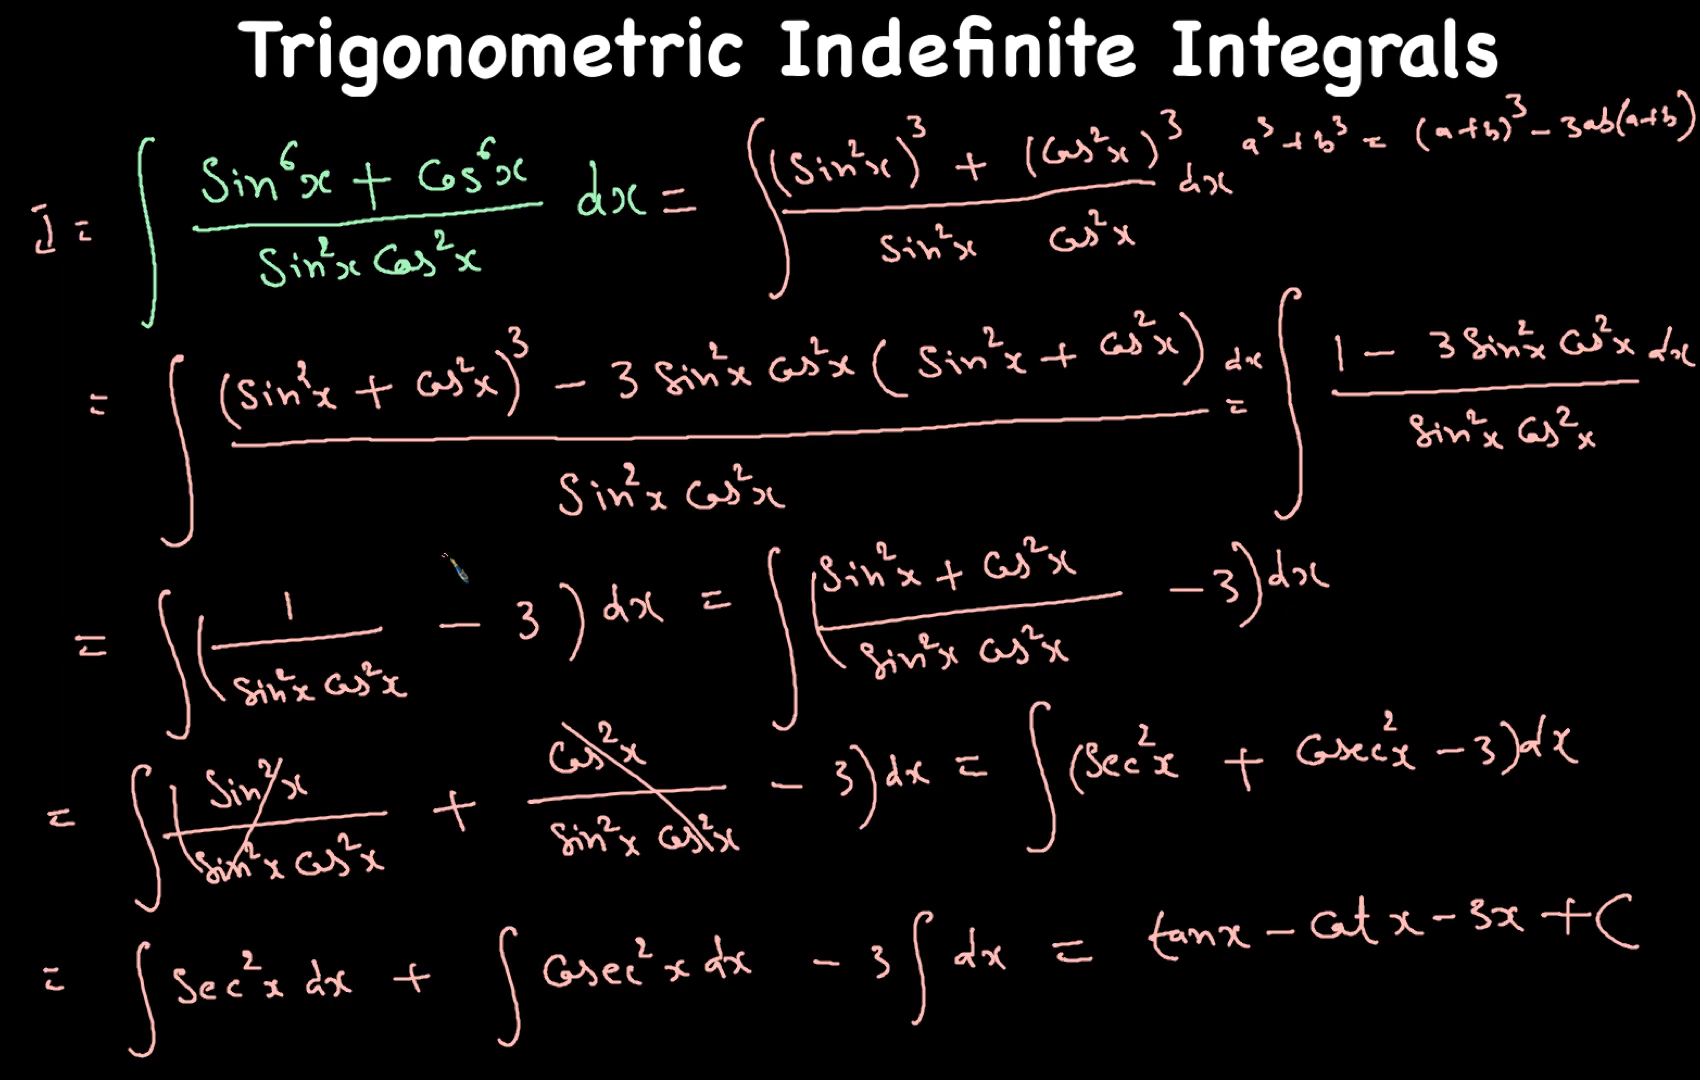 Trigonometric Indefinite Integrals
I = ∫ (Sin⁶x + Cos⁶x)/(Sin²x Cos²x) dx = ∫ ((Sin²x)³ + (Cos²x)³)/(Sin²x Cos²x) dx a³ + b³ = (a+b)³ - 3ab(a+b)
= ∫ ((Sin²x + Cos²x)³ - 3 Sin²x Cos²x (Sin²x + Cos²x))/(Sin²x Cos²x) dx = ∫ (1 - 3 Sin²x Cos²x)/(Sin²x Cos²x) dx
= ∫ (1/(Sin²x Cos²x) - 3) dx = ∫ ((Sin²x + Cos²x)/(Sin²x Cos²x) - 3) dx
= ∫ (Sin²x/(Sin²x Cos²x) + Cos²x/(Sin²x Cos²x) - 3) dx = ∫ (Sec²x + Cosec²x - 3) dx
= ∫ Sec²x dx + ∫ Cosec²x dx - 3 ∫ dx = tan x - Cot x - 3x + C